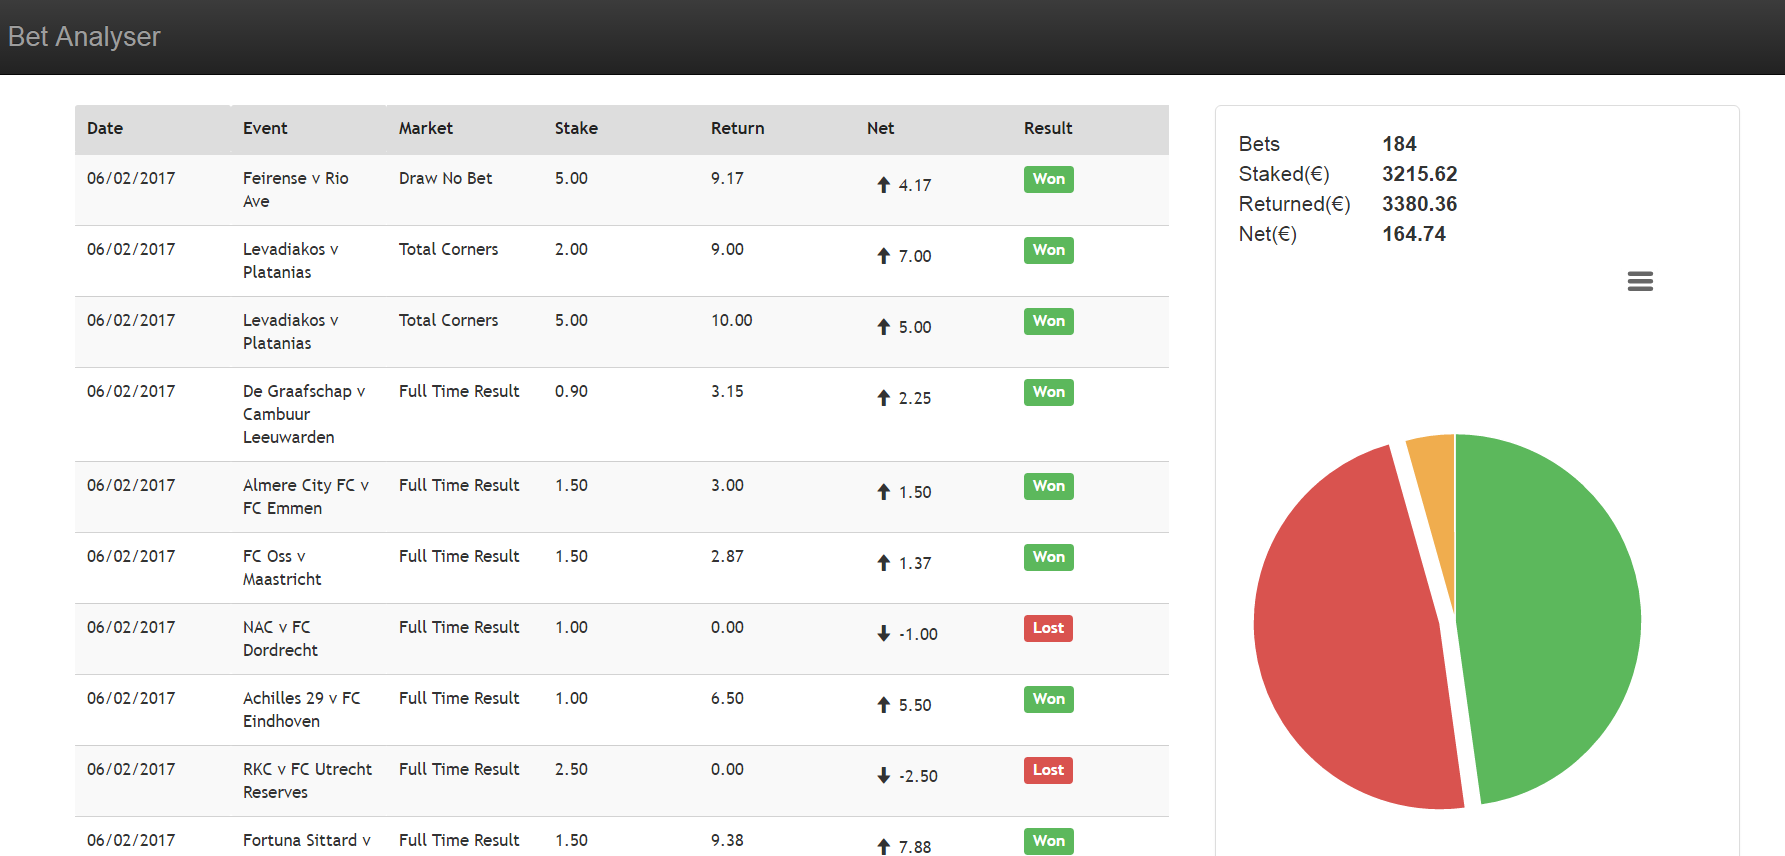 Bet Analyser
Date Event Market Stake Return Net Result
06/02/2017 Feirense v Rio Draw No Bet 5.00 9.17 4.17 Won
Ave
06/02/2017 Levadiakos v Total Corners 2.00 9.00 7.00 Won
Platanias
06/02/2017 Levadiakos v Total Corners 5.00 10.00 5.00 Won
Platanias
06/02/2017 De Graafschap v Full Time Result 0.90 3.15 2.25 Won
Cambuur
Leeuwarden
06/02/2017 Almere City FC v Full Time Result 1.50 3.00 1.50 Won
FC Emmen
06/02/2017 FC Oss v Full Time Result 1.50 2.87 1.37 Won
Maastricht
06/02/2017 NAC v FC Full Time Result 1.00 0.00 -1.00 Lost
Dordrecht
06/02/2017 Achilles 29 v FC Full Time Result 1.00 6.50 5.50 Won
Eindhoven
06/02/2017 RKC v FC Utrecht Full Time Result 2.50 0.00 -2.50 Lost
Reserves
06/02/2017 Fortuna Sittard v Full Time Result 1.50 9.38 7.88 Won
Bets 184
Staked(€) 3215.62
Returned(€) 3380.36
Net(€) 164.74